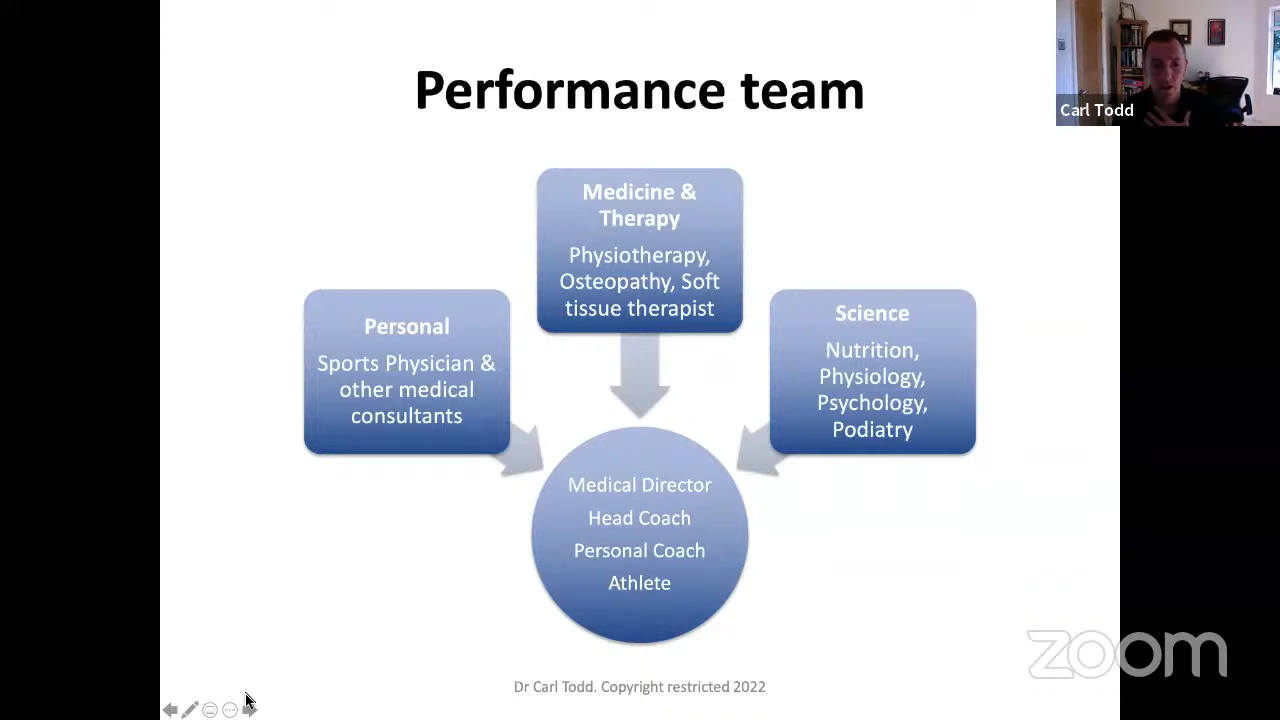 Performance team
Carl Todd
Medicine &
Therapy
Physiotherapy,
Osteopathy, Soft
tissue therapist
Personal
Sports Physician &
other medical
consultants
Science
Nutrition,
Physiology,
Psychology,
Podiatry
Medical Director
Head Coach
Personal Coach
Athlete
zoom
Dr Carl Todd. Copyright restricted 2022